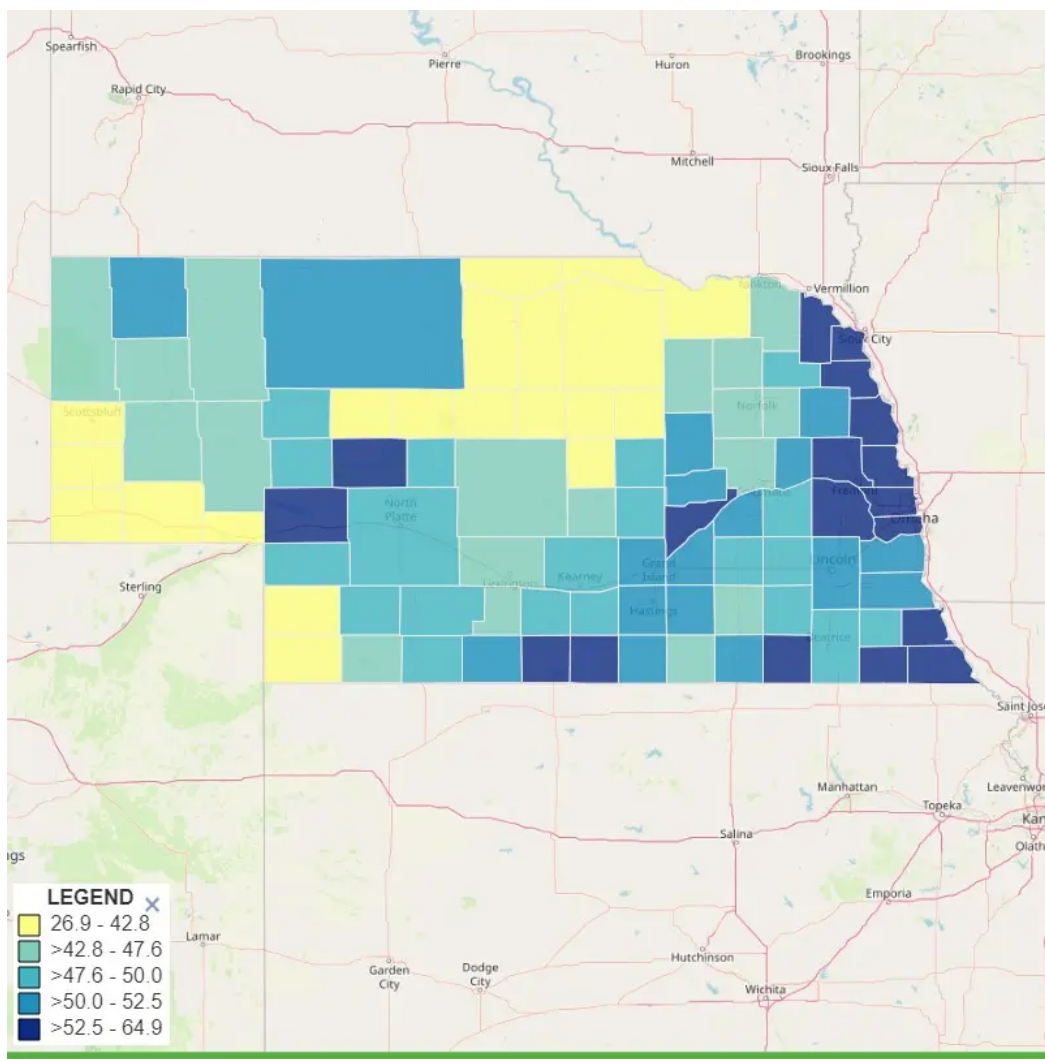 Spearfish
Pierre
Huron
Brookings
Rapid City
Mitchell
Sioux Falls
Yankton
Vermillion
Sioux City
Scottsbluff
Norfolk
North
Platte
Columbus
Fremont
Omaha
Sterling
Lexington
Kearney
Grand
Island
Lincoln
Hastings
Beatrice
Saint Jose
Manhattan
Leavenwo
Topeka
Kan
Salina
Olath
ngs
Emporia
LEGEND
26.9 - 42.8
>42.8 - 47.6
>47.6 - 50.0
>50.0 - 52.5
>52.5 - 64.9
Lamar
Garden
City
Dodge
City
Hutchinson
Wichita